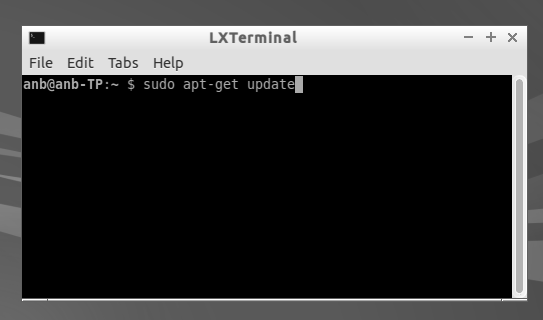 LXTerminal
File Edit Tabs Help
anb@anb-TP:~ $ sudo apt-get update